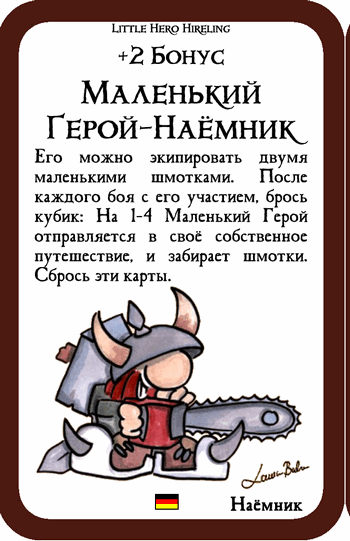 Little Hero Hireling
+2 Бонус
Маленький
Герой-Наёмник
Его можно экипировать двумя
маленькими шмотками. После
каждого боя с его участием, брось
кубик: На 1-4 Маленький Герой
отправляется в своё собственное
путешествие, и забирает шмотки.
Сбрось эти карты.
Наёмник